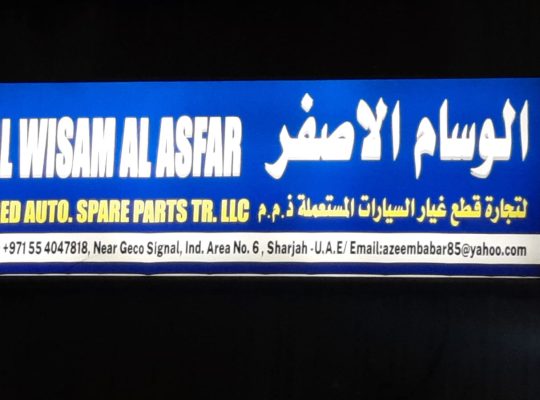 L WISAM AL ASFAR الوسام الاصفر
ED AUTO. SPARE PARTS TR. LLC لتجارة قطع غيار السيارات المستعملة ذ.م.م
+971 55 4047818, Near Geco Signal, Ind. Area No. 6 , Sharjah - U.A.E/ Email:azeembabar85@yahoo.com